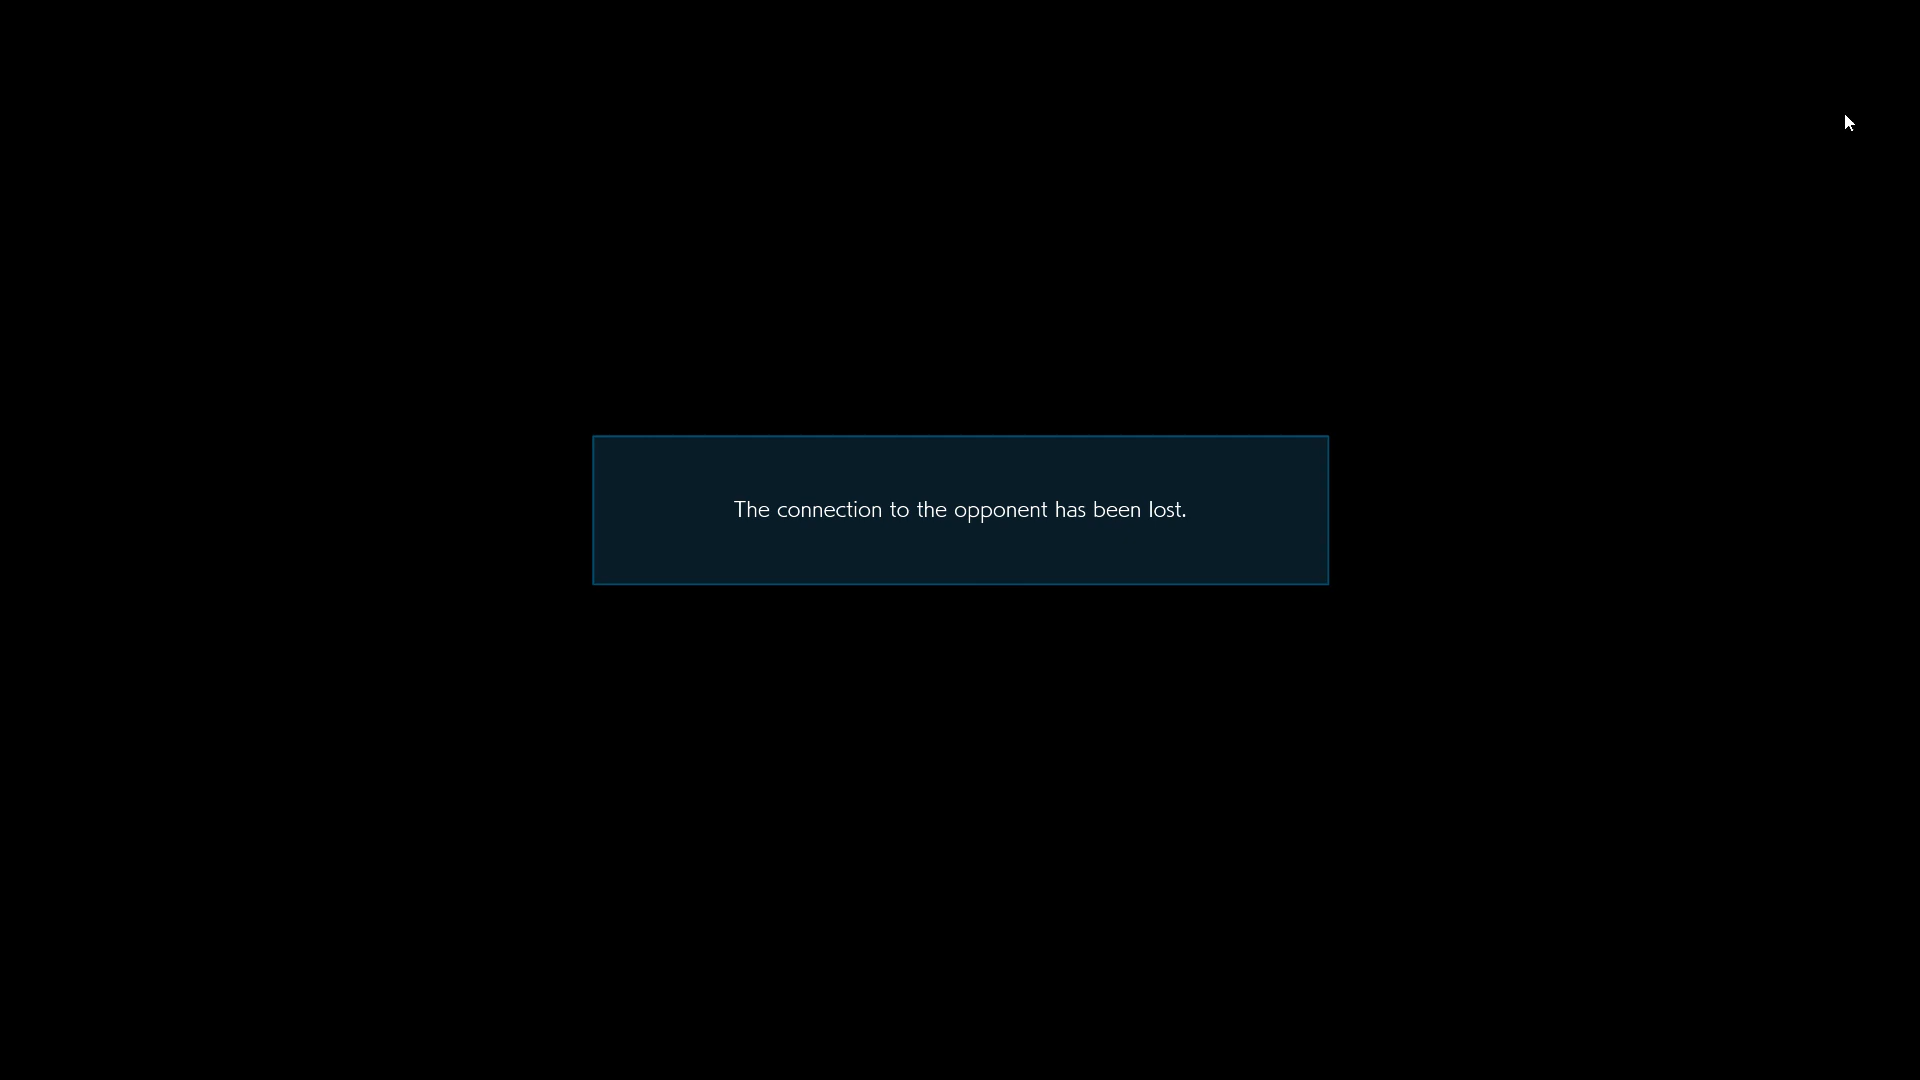 The connection to the opponent has been lost.